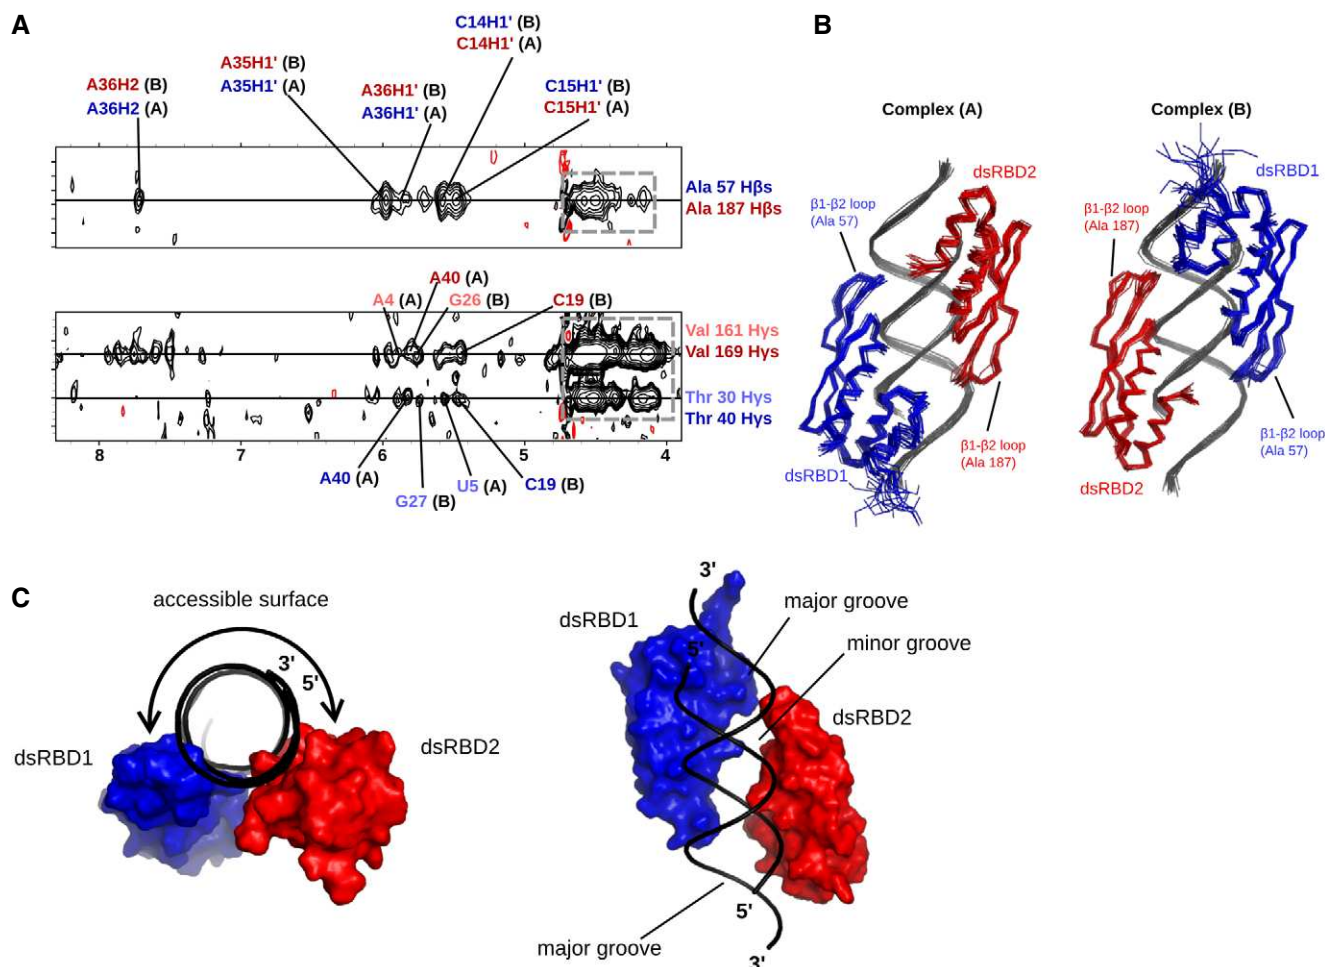 A
C14H1' (B)
C14H1' (A)
A35H1' (B)
A35H1' (A)
A36H2 (B)
A36H2 (A)
A36H1' (B)
A36H1' (A)
C15H1' (B)
C15H1' (A)
Ala 57 Hβs
Ala 187 Hβs
A40 (A)
A4 (A)
G26 (B)
C19 (B)
Val 161 Hγs
Val 169 Hγs
Thr 30 Hγs
Thr 40 Hγs
8
7
6
5
4
A40 (A)
G27 (B)
U5 (A)
C19 (B)
B
Complex (A)
dsRBD2
β1-β2 loop
(Ala 57)
dsRBD1
β1-β2 loop
(Ala 187)
Complex (B)
dsRBD1
β1-β2 loop
(Ala 187)
β1-β2 loop
(Ala 57)
dsRBD2
C
accessible surface
3'
5'
dsRBD1
dsRBD2
3'
dsRBD1
major groove
5'
minor groove
dsRBD2
5'
major groove
3'